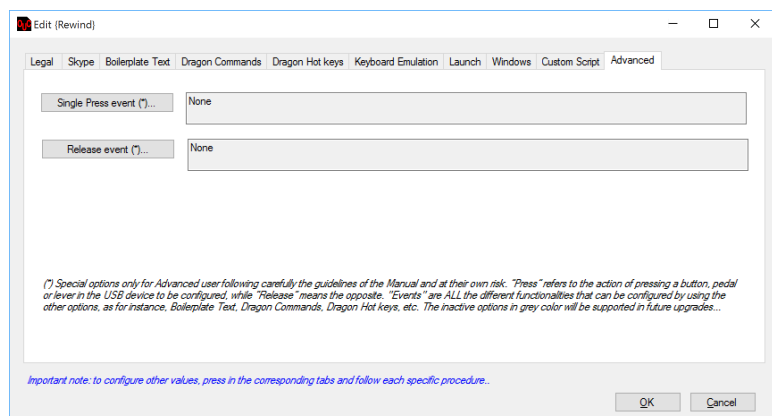 Edit {Rewind}
Legal Skype Boilerplate Text Dragon Commands Dragon Hot keys Keyboard Emulation Launch Windows Custom Script Advanced
Single Press event (*)... None
Release event (*)... None
(*) Special options only for Advanced user following carefully the guidelines of the Manual and at their own risk. "Press" refers to the action of pressing a button, pedal
or lever in the USB device to be configured, while "Release" means the opposite. "Events" are ALL the different functionalities that can be configured by using the
other options, as for instance, Boilerplate Text, Dragon Commands, Dragon Hot keys, etc. The inactive options in grey color will be supported in future upgrades...
Important note: to configure other values, press in the corresponding tabs and follow each specific procedure..
OK Cancel